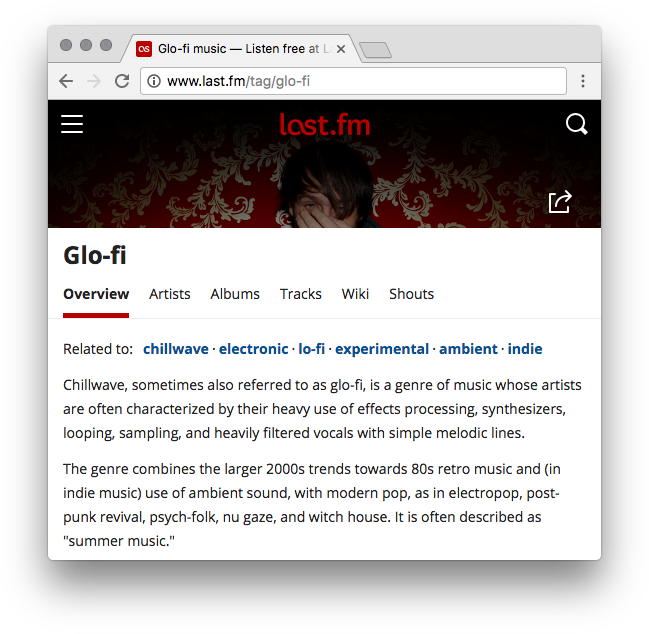 Glo-fi music — Listen free at La
www.last.fm/tag/glo-fi
last.fm
Glo-fi
Overview Artists Albums Tracks Wiki Shouts
Related to: chillwave · electronic · lo-fi · experimental · ambient · indie
Chillwave, sometimes also referred to as glo-fi, is a genre of music whose artists
are often characterized by their heavy use of effects processing, synthesizers,
looping, sampling, and heavily filtered vocals with simple melodic lines.
The genre combines the larger 2000s trends towards 80s retro music and (in
indie music) use of ambient sound, with modern pop, as in electropop, post-
punk revival, psych-folk, nu gaze, and witch house. It is often described as
"summer music."